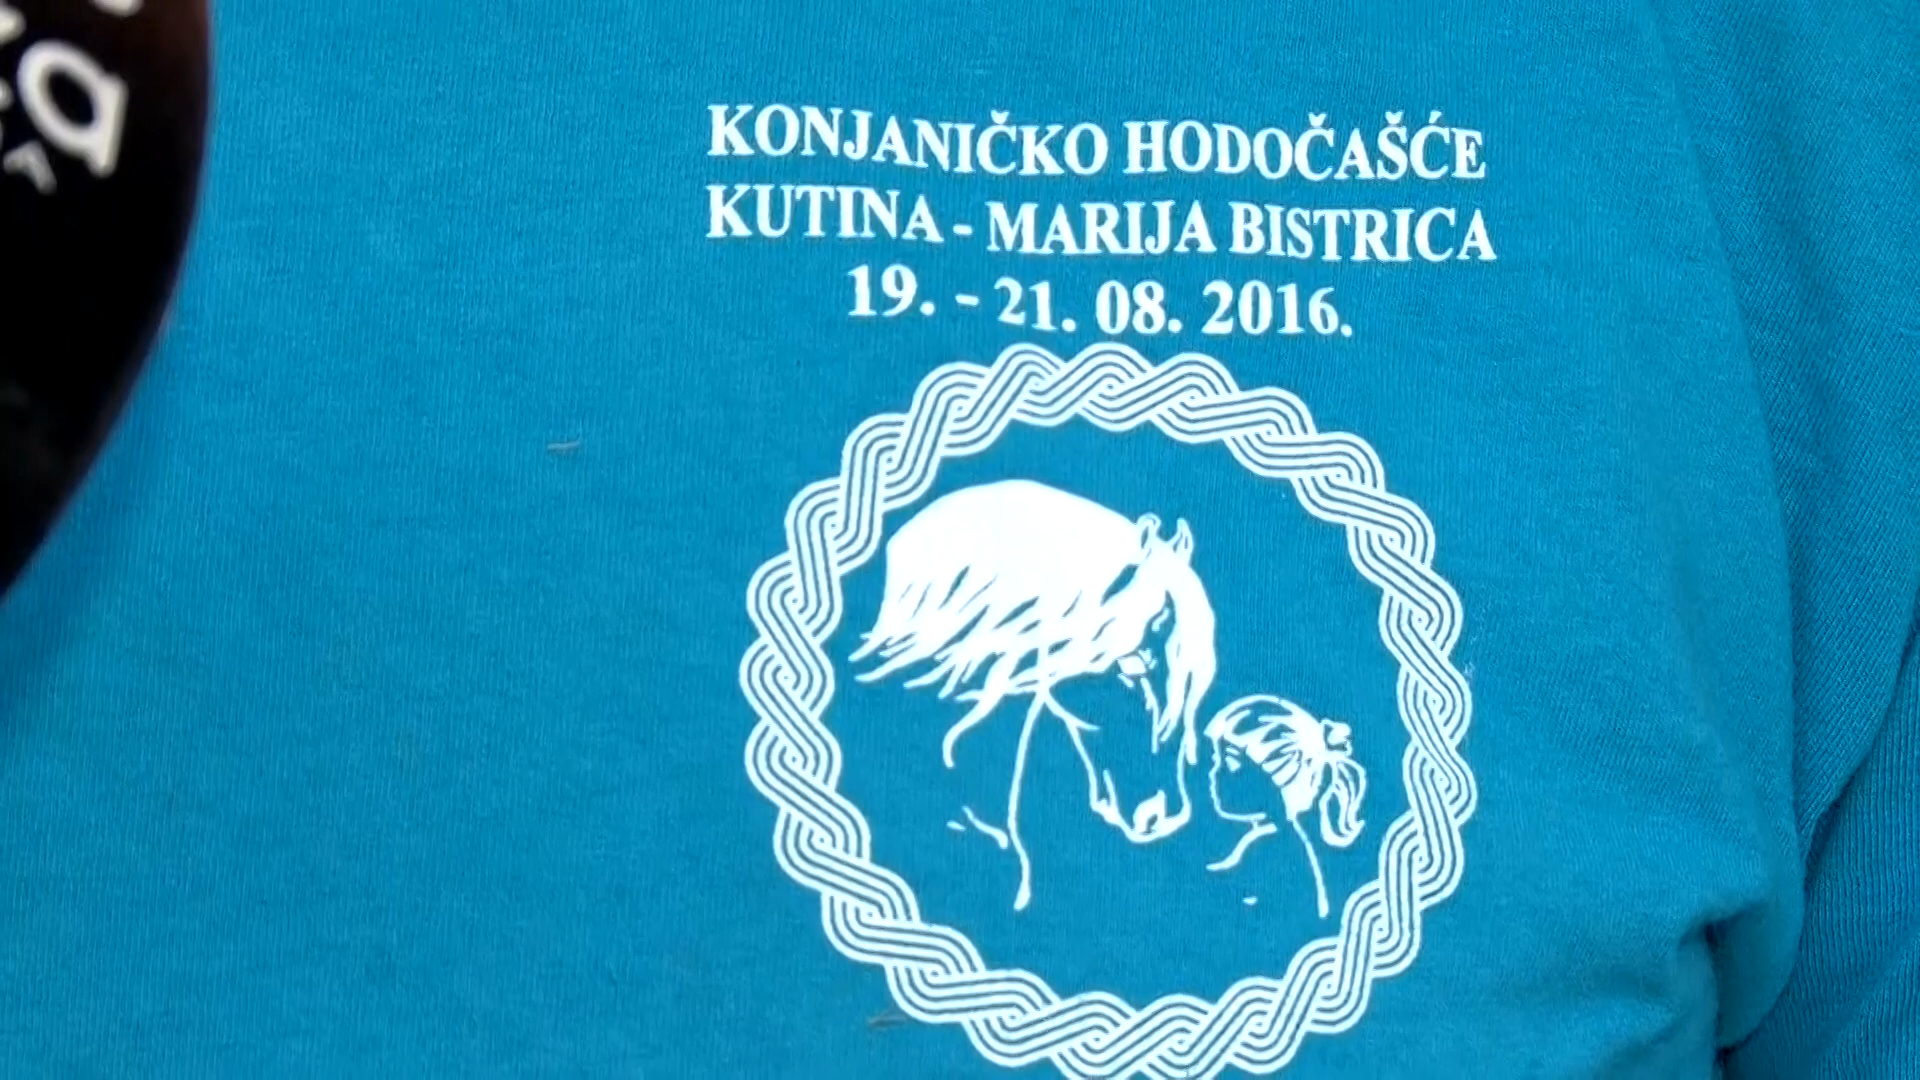 KONJANIČKO HODOČAŠĆE
KUTINA - MARIJA BISTRICA
19. - 21. 08. 2016.